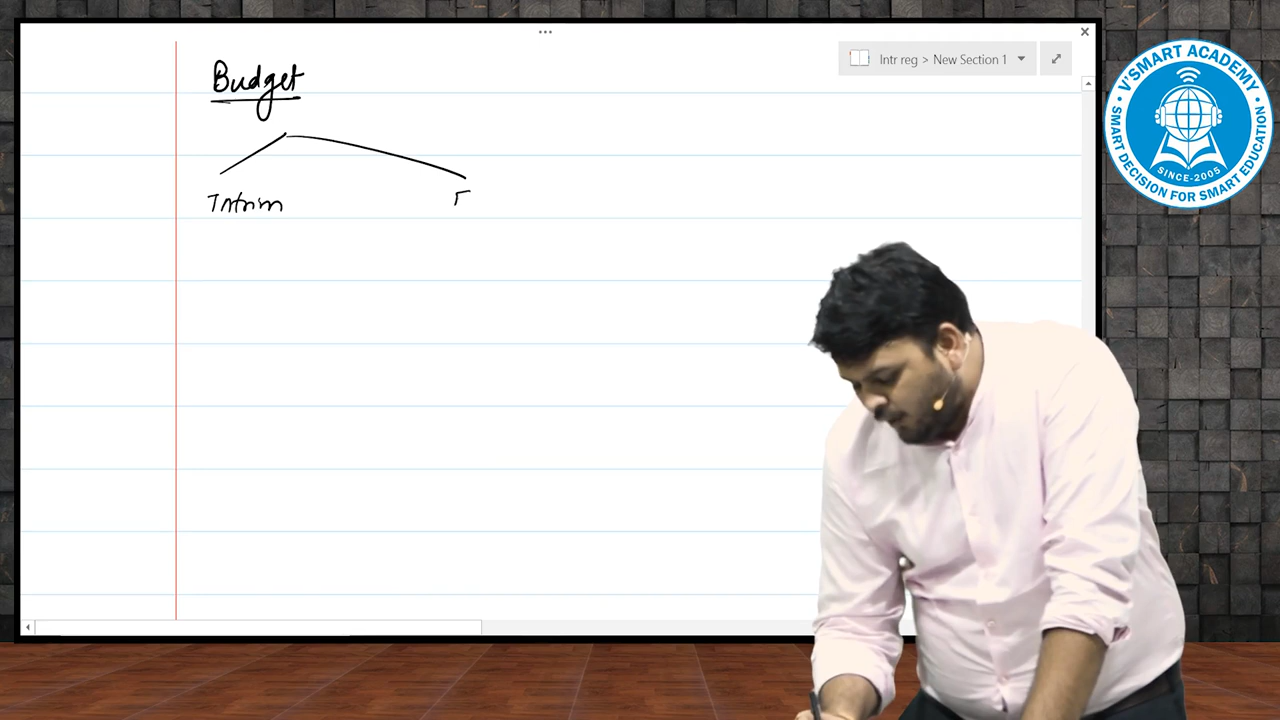 Budget
Intrim
F
...
Intr reg > New Section 1
V'SMART ACADEMY
SINCE-2005
SMART DECISION FOR SMART EDUCATION